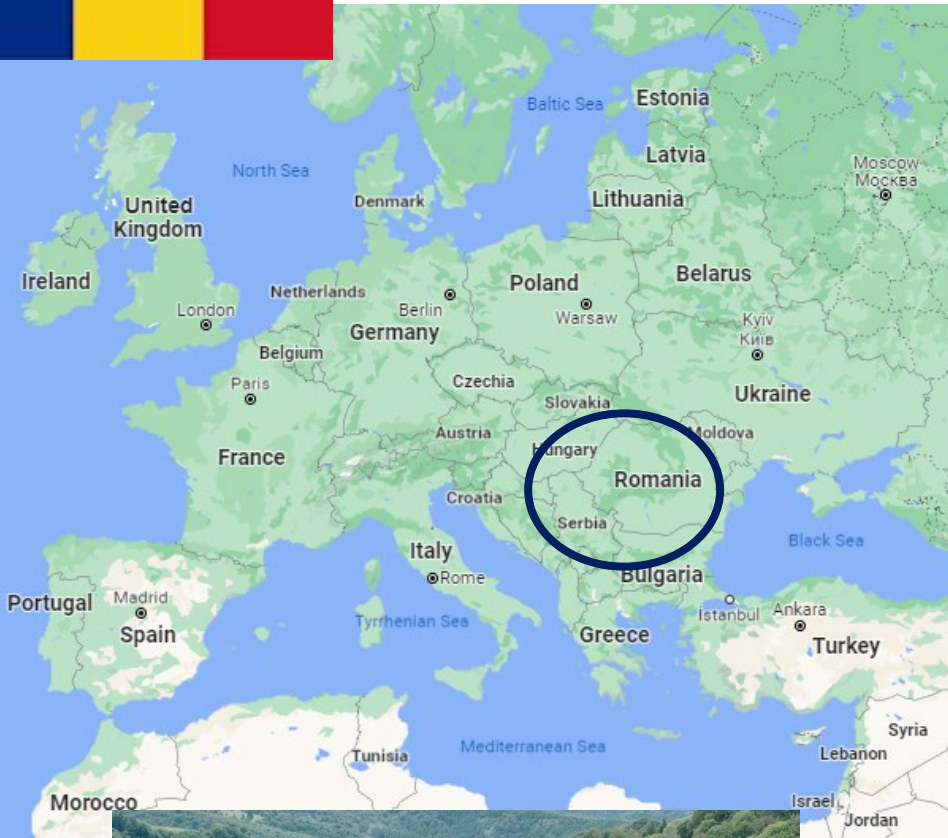 Baltic Sea
Estonia
Latvia
Moscow
Москва
North Sea
Denmark
Lithuania
United
Kingdom
Ireland
Netherlands
Berlin
Poland
Belarus
London
Warsaw
Germany
Kyiv
Київ
Belgium
Paris
Czechia
Ukraine
Slovakia
Austria
Hungary
Moldova
France
Romania
Croatia
Serbia
Black Sea
Italy
Rome
Bulgaria
Portugal
Madrid
Spain
Tyrrhenian Sea
Greece
İstanbul
Ankara
Turkey
Tunisia
Mediterranean Sea
Syria
Lebanon
Morocco
Israel
Jordan